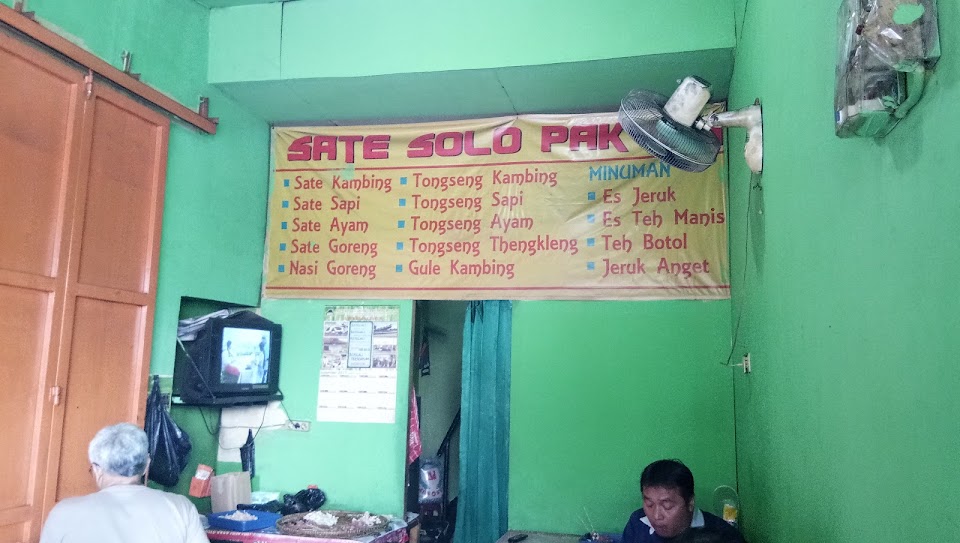 SATE SOLO PAK
Sate Kambing
Sate Sapi
Sate Ayam
Sate Goreng
Nasi Goreng
Tongseng Kambing
Tongseng Sapi
Tongseng Ayam
Tongseng Thengkleng
Gule Kambing
MINUMAN
Es Jeruk
Es Teh Manis
Teh Botol
Jeruk Anget